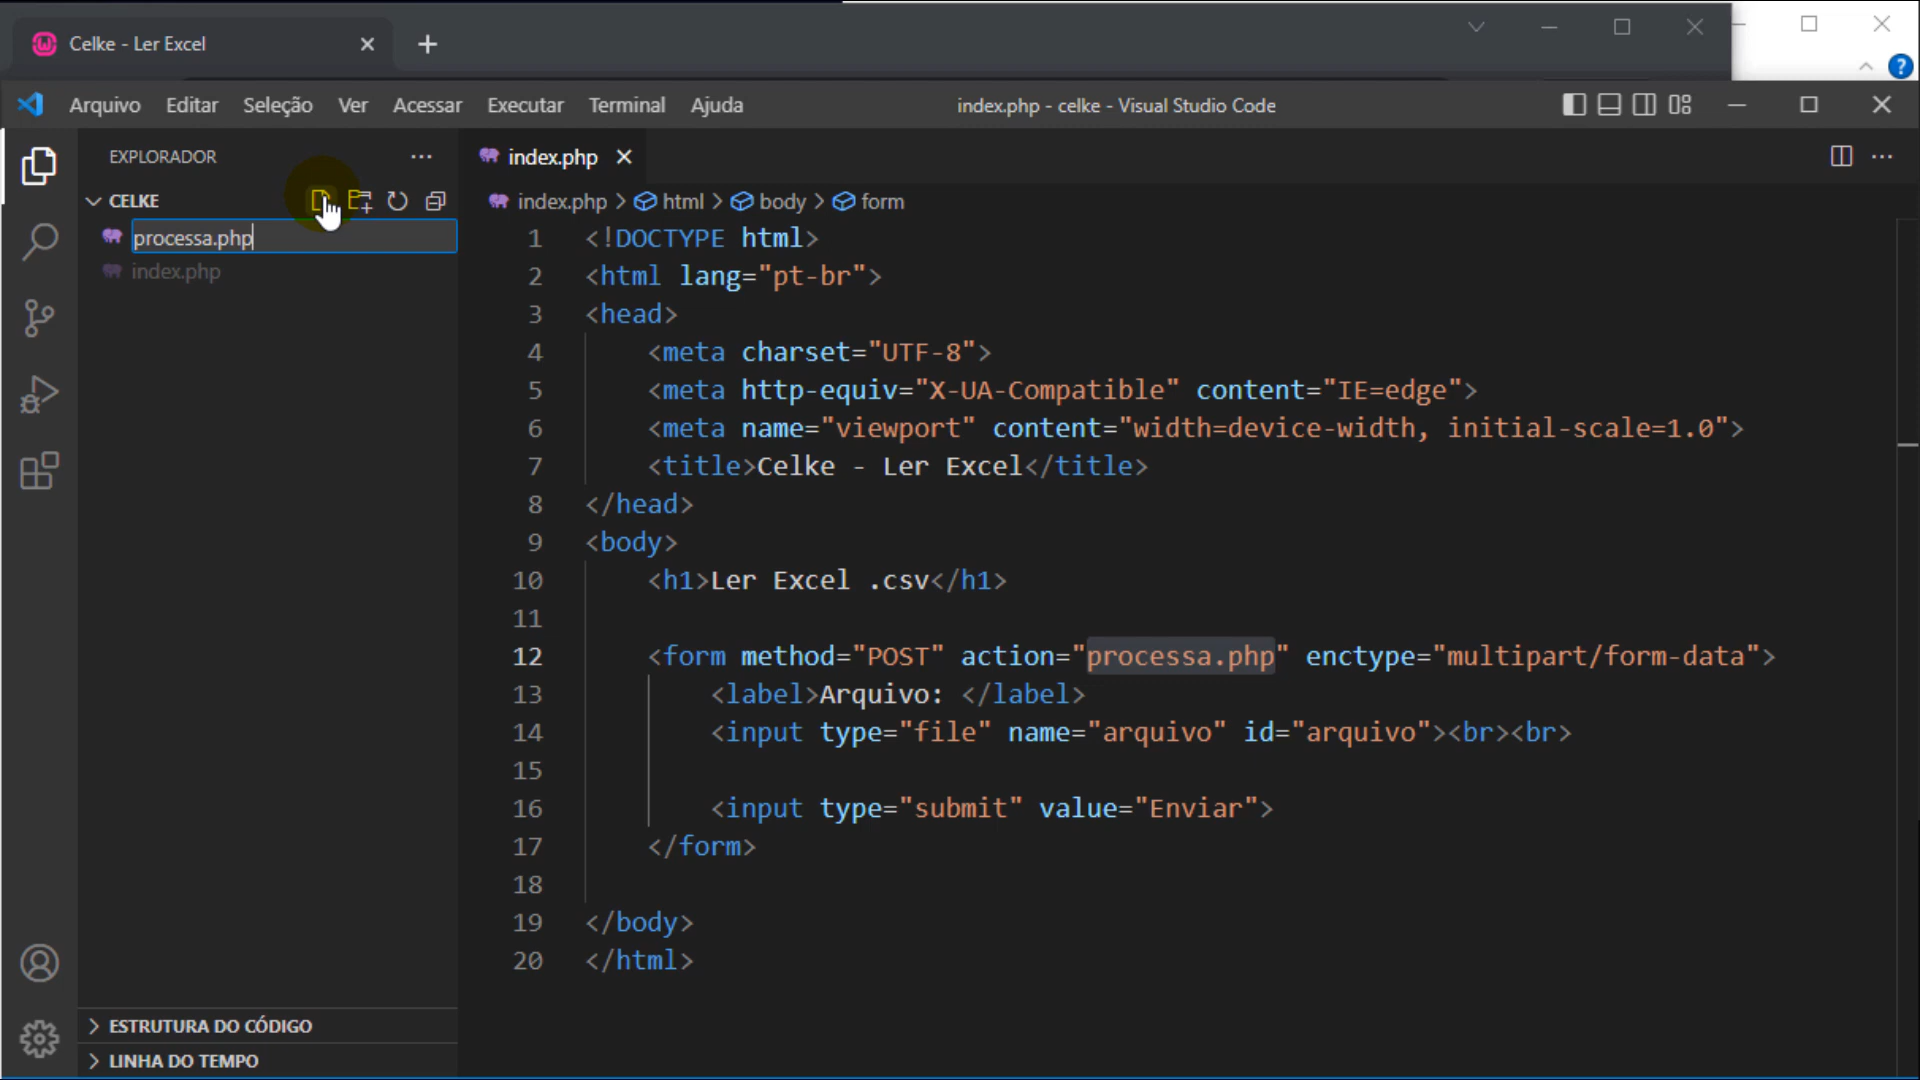 Celke - Ler Excel
Arquivo Editar Seleção Ver Acessar Executar Terminal Ajuda
index.php - celke - Visual Studio Code
EXPLORADOR
CELKE
processa.php
index.php
index.php
index.php > html > body > form
1 <!DOCTYPE html>
2 <html lang="pt-br">
3 <head>
4 <meta charset="UTF-8">
5 <meta http-equiv="X-UA-Compatible" content="IE=edge">
6 <meta name="viewport" content="width=device-width, initial-scale=1.0">
7 <title>Celke - Ler Excel</title>
8 </head>
9 <body>
10 <h1>Ler Excel .csv</h1>
11
12 <form method="POST" action="processa.php" enctype="multipart/form-data">
13 <label>Arquivo: </label>
14 <input type="file" name="arquivo" id="arquivo"><br><br>
15
16 <input type="submit" value="Enviar">
17 </form>
18
19 </body>
20 </html>
ESTRUTURA DO CÓDIGO
LINHA DO TEMPO